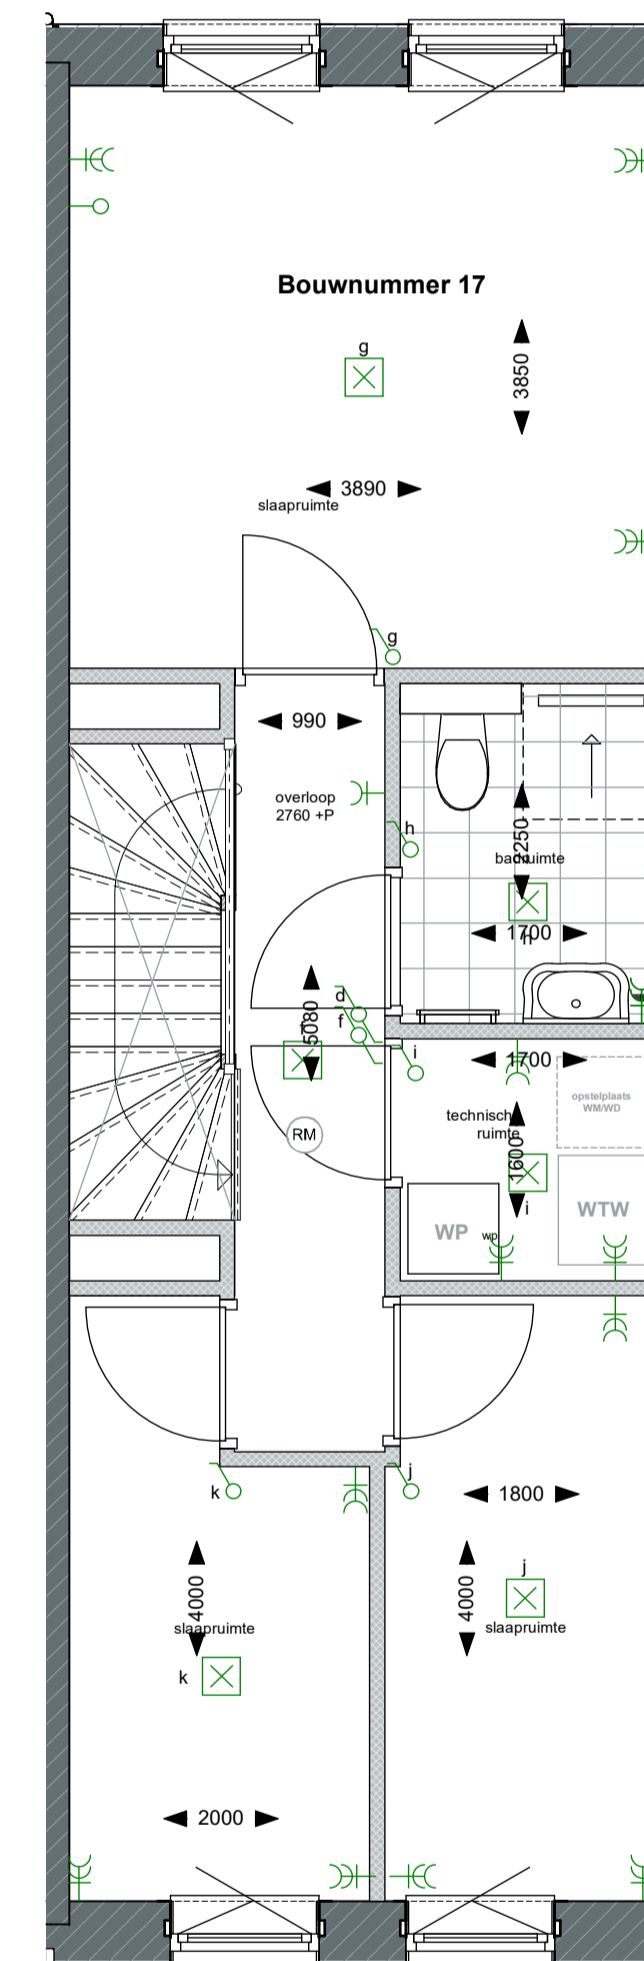 Bouwnummer 17
g
3850
3890
slaapruimte
g
990
overloop
2760 +P
h
2250
badruimte
h
1700
d
f
5080
f
i
1700
opstelplaats
WM/WD
technische
ruimte
1600
RM
i
WP
wp
WTW
k
j
1800
4000
slaapruimte
k
4000
j
slaapruimte
2000